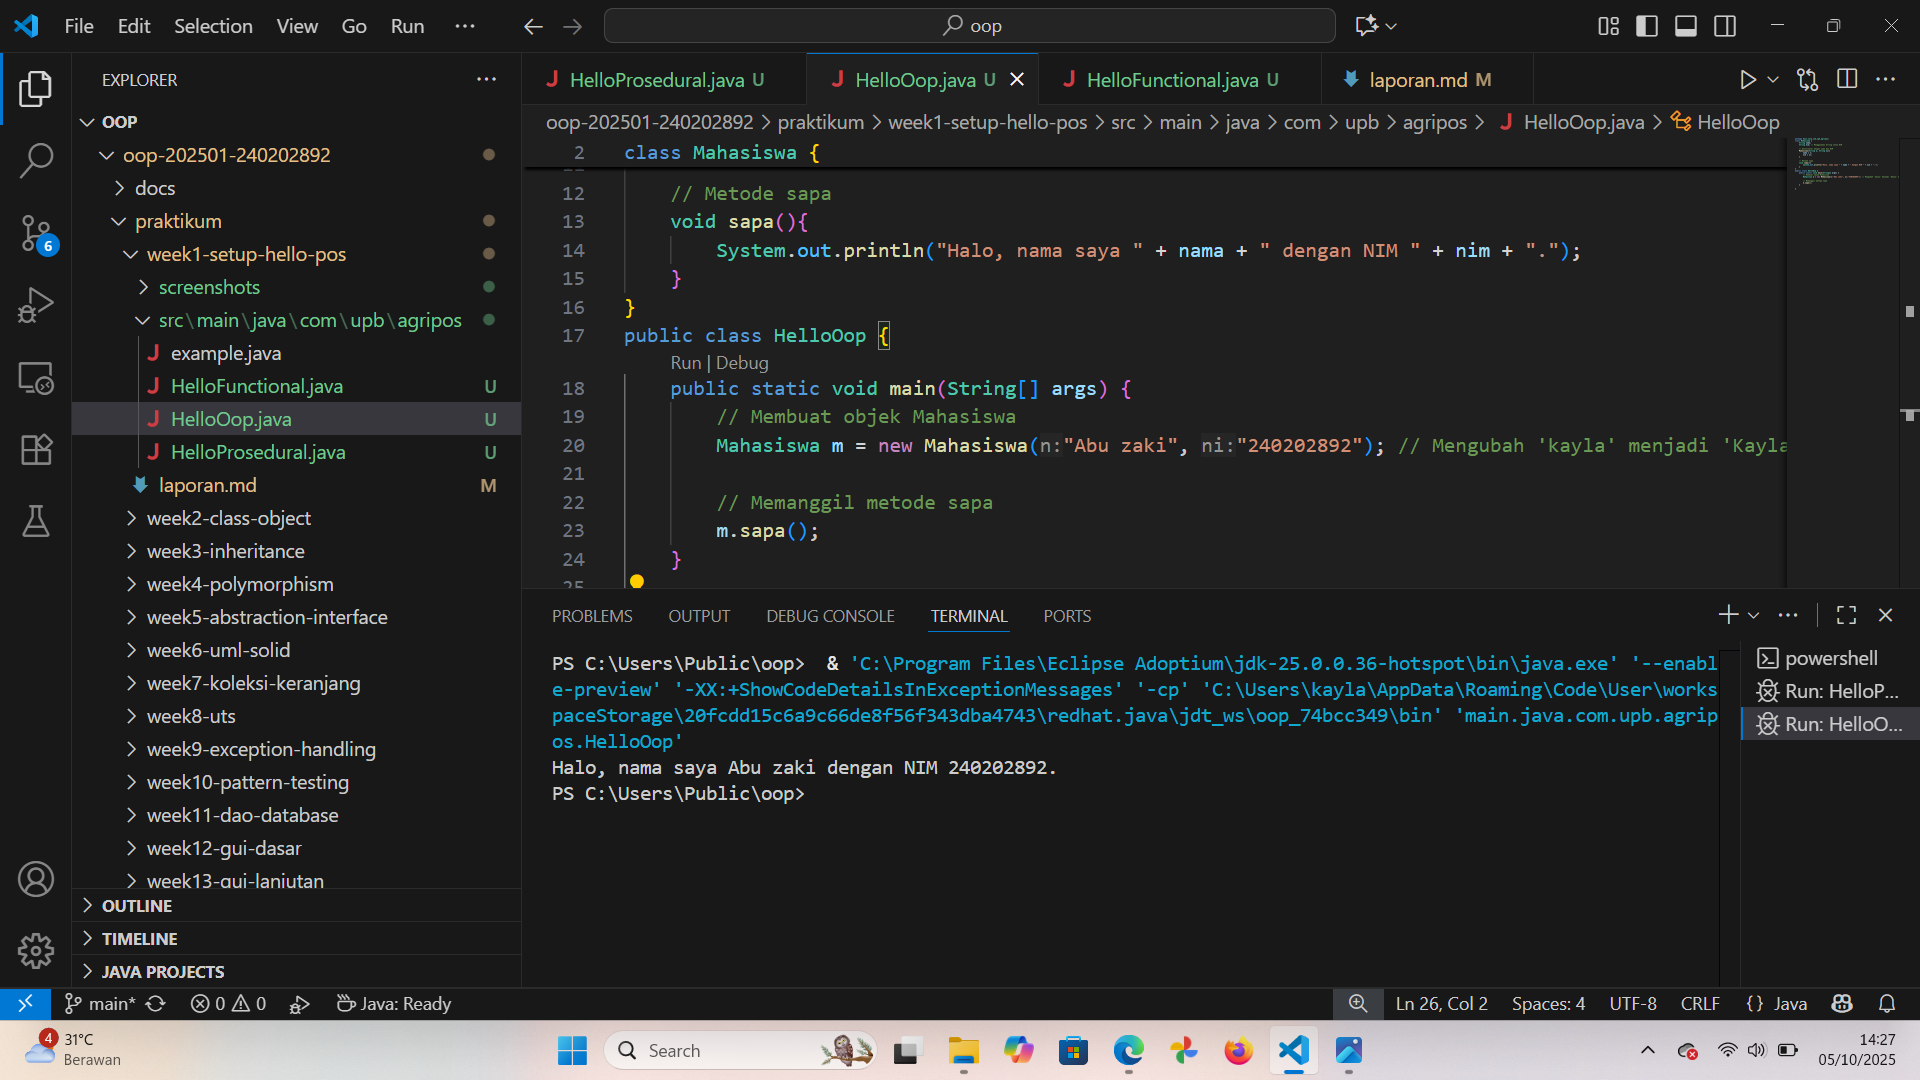 File Edit Selection View Go Run ··· oop
EXPLORER
OOP
oop-202501-240202892
docs
praktikum
week1-setup-hello-pos
screenshots
src\main\java\com\upb\agripos
J example.java
J HelloFunctional.java U
J HelloOop.java U
J HelloProsedural.java U
laporan.md M
week2-class-object
week3-inheritance
week4-polymorphism
week5-abstraction-interface
week6-uml-solid
week7-koleksi-keranjang
week8-uts
week9-exception-handling
week10-pattern-testing
week11-dao-database
week12-gui-dasar
week13-gui-lanjutan
OUTLINE
TIMELINE
JAVA PROJECTS
6
J HelloProsedural.java U J HelloOop.java U J HelloFunctional.java U laporan.md M
oop-202501-240202892 > praktikum > week1-setup-hello-pos > src > main > java > com > upb > agripos > J HelloOop.java > HelloOop
2 class Mahasiswa {
12 // Metode sapa
13 void sapa(){
14 System.out.println("Halo, nama saya " + nama + " dengan NIM " + nim + ".");
15 }
16 }
17 public class HelloOop {
Run | Debug
18 public static void main(String[] args) {
19 // Membuat objek Mahasiswa
20 Mahasiswa m = new Mahasiswa(n:"Abu zaki", ni:"240202892"); // Mengubah 'kayla' menjadi 'Kayla
21
22 // Memanggil metode sapa
23 m.sapa();
24 }
25
PROBLEMS OUTPUT DEBUG CONSOLE TERMINAL PORTS
PS C:\Users\Public\oop> & 'C:\Program Files\Eclipse Adoptium\jdk-25.0.0.36-hotspot\bin\java.exe' '--enabl
e-preview' '-XX:+ShowCodeDetailsInExceptionMessages' '-cp' 'C:\Users\kayla\AppData\Roaming\Code\User\works
paceStorage\20fcdd15c6a9c66de8f56f343dba4743\redhat.java\jdt_ws\oop_74bcc349\bin' 'main.java.com.upb.agrip
os.HelloOop'
Halo, nama saya Abu zaki dengan NIM 240202892.
PS C:\Users\Public\oop>
powershell
Run: HelloP...
Run: HelloO...
main* 0 0 Java: Ready Ln 26, Col 2 Spaces: 4 UTF-8 CRLF {} Java
4 31°C
Berawan
Search
14:27
05/10/2025